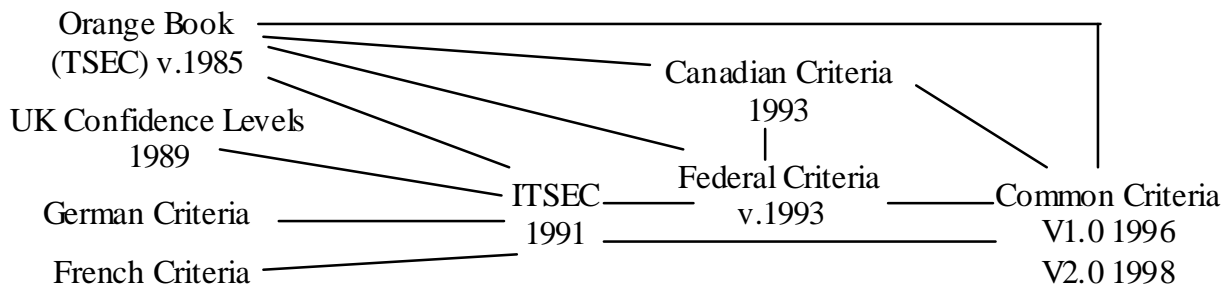 Orange Book
(TSEC) v.1985
Canadian Criteria
1993
UK Confidence Levels
1989
ITSEC
1991
Federal Criteria
v.1993
Common Criteria
V1.0 1996
V2.0 1998
German Criteria
French Criteria